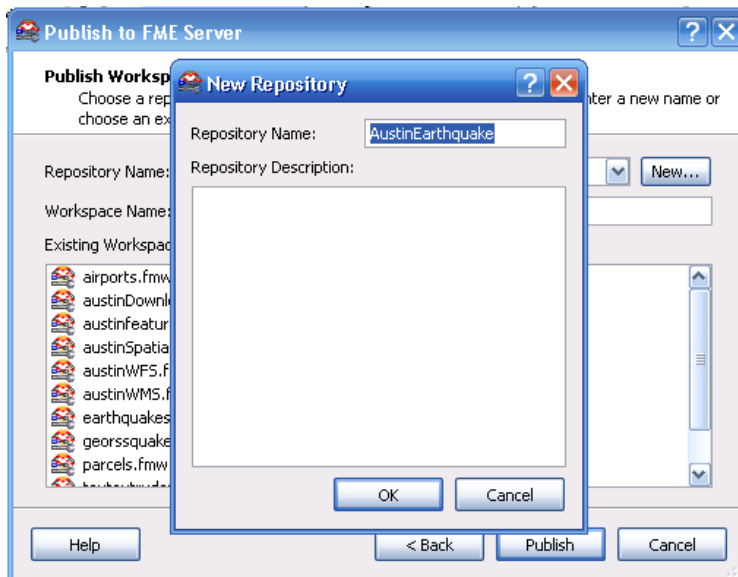 Publish to FME Server
Publish Worksp
Choose a rep
nter a new name or
choose an ex
New Repository
Repository Name: AustinEarthquake
Repository Description:
OK Cancel
Repository Name: New...
Workspace Name:
Existing Workspac
airports.fmw
austinDownl
austinfeatur
austinSpatia
austinWFS.f
austinWMS.f
earthquakes
georssquake
parcels.fmw
Help < Back Publish Cancel